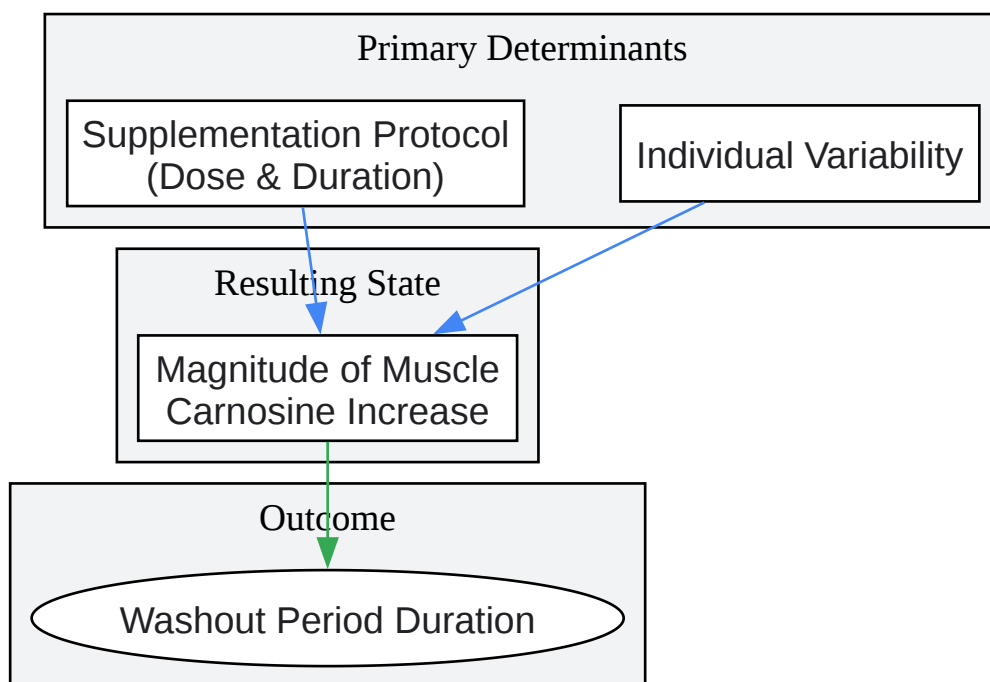 Primary Determinants
Supplementation Protocol
(Dose & Duration)
Individual Variability
Resulting State
Magnitude of Muscle
Carnosine Increase
Outcome
Washout Period Duration